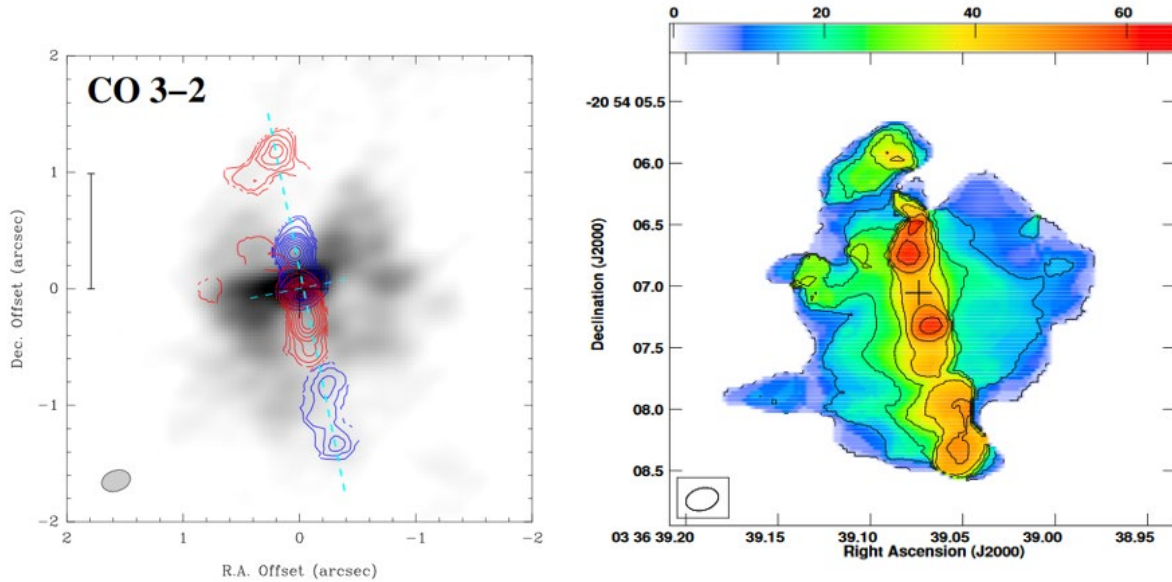 CO 3–2
2
1
0
-1
-2
Dec. Offset (arcsec)
2 1 0 -1 -2
R.A. Offset (arcsec)
0 20 40 60
-20 54 05.5
06.0
06.5
07.0
07.5
08.0
08.5
Declination (J2000)
03 36 39.20 39.15 39.10 39.05 39.00 38.95
Right Ascension (J2000)